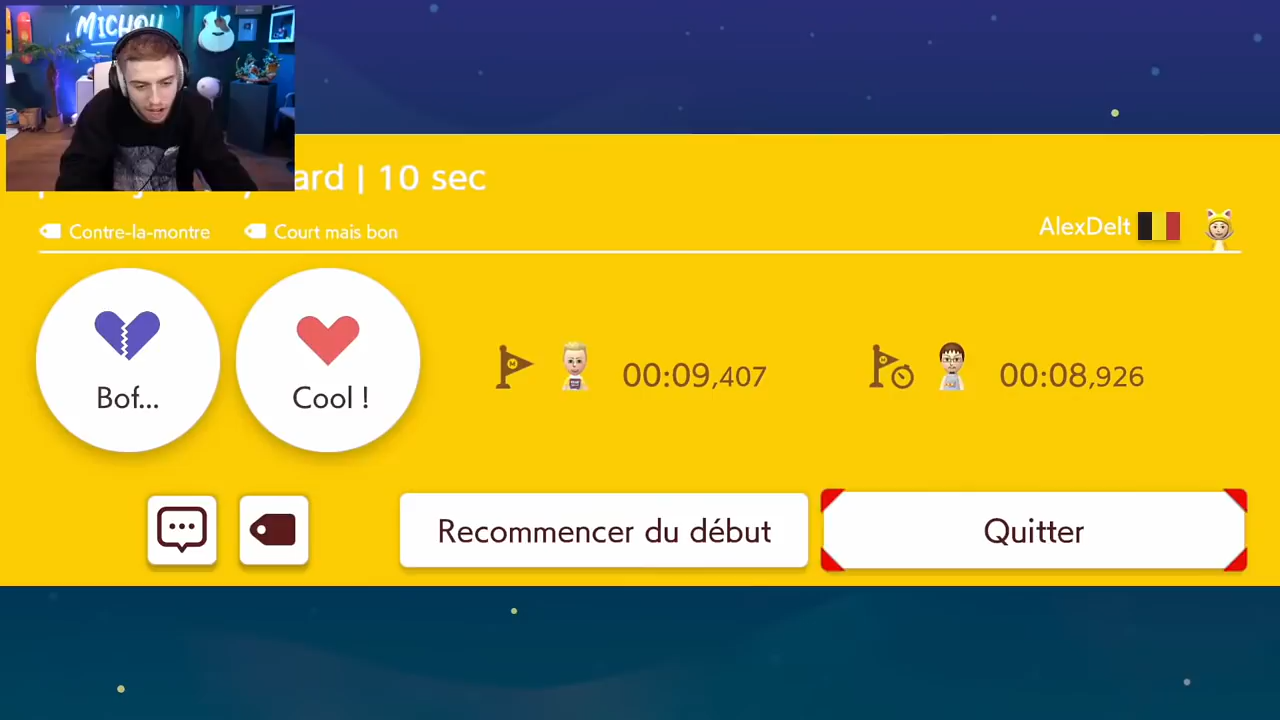 MICHOU
ard | 10 sec
Contre-la-montre
Court mais bon
AlexDelt
Bof...
Cool !
00:09,407
00:08,926
Recommencer du début
Quitter